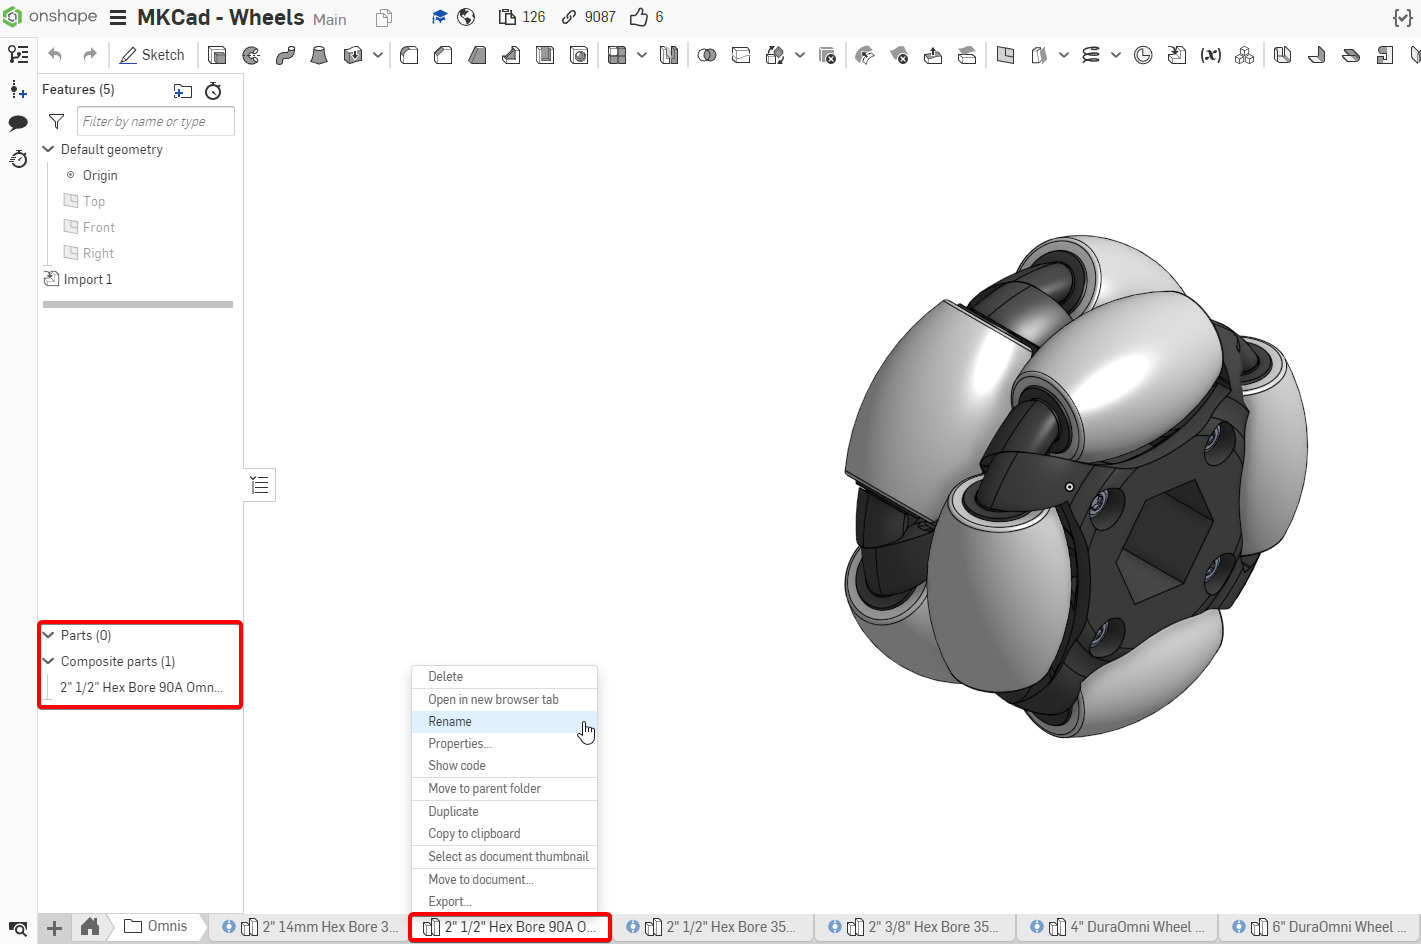 onshape MKCad - Wheels Main 126 9087 6
Sketch (x)
Features (5)
Filter by name or type
Default geometry
Origin
Top
Front
Right
Import 1
Parts (0)
Composite parts (1)
2" 1/2" Hex Bore 90A Omn...
Delete
Open in new browser tab
Rename
Properties...
Show code
Move to parent folder
Duplicate
Copy to clipboard
Select as document thumbnail
Move to document...
Export...
Omnis 2" 14mm Hex Bore 3... 2" 1/2" Hex Bore 90A O... 2" 1/2" Hex Bore 35... 2" 3/8" Hex Bore 35... 4" DuraOmni Wheel ... 6" DuraOmni Wheel ...